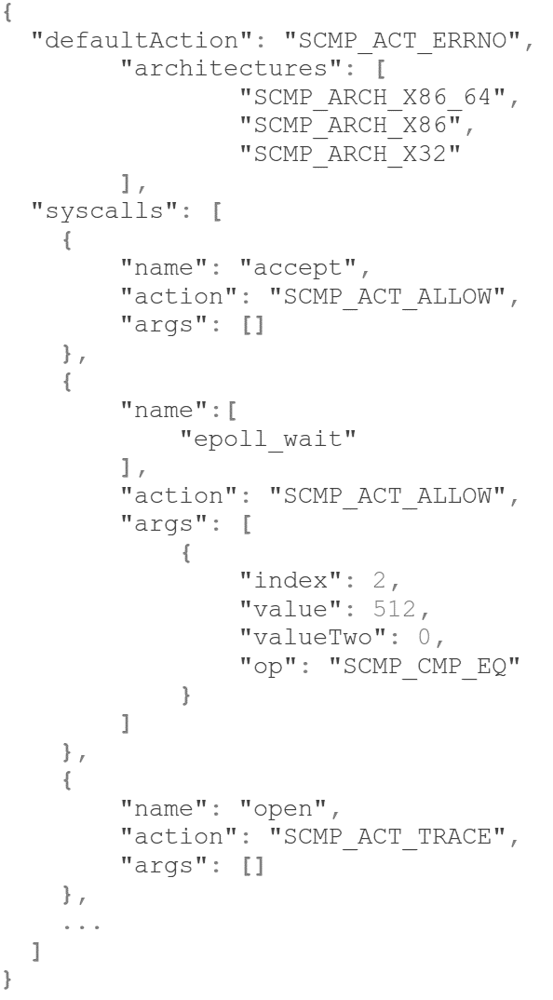 {
  "defaultAction": "SCMP_ACT_ERRNO",
        "architectures": [
                "SCMP_ARCH_X86_64",
                "SCMP_ARCH_X86",
                "SCMP_ARCH_X32"
        ],
  "syscalls": [
    {
        "name": "accept",
        "action": "SCMP_ACT_ALLOW",
        "args": []
    },
    {
        "name":[
            "epoll_wait"
        ],
        "action": "SCMP_ACT_ALLOW",
        "args": [
            {
                "index": 2,
                "value": 512,
                "valueTwo": 0,
                "op": "SCMP_CMP_EQ"
            }
        ]
    },
    {
        "name": "open",
        "action": "SCMP_ACT_TRACE",
        "args": []
    },
    ...
  ]
}